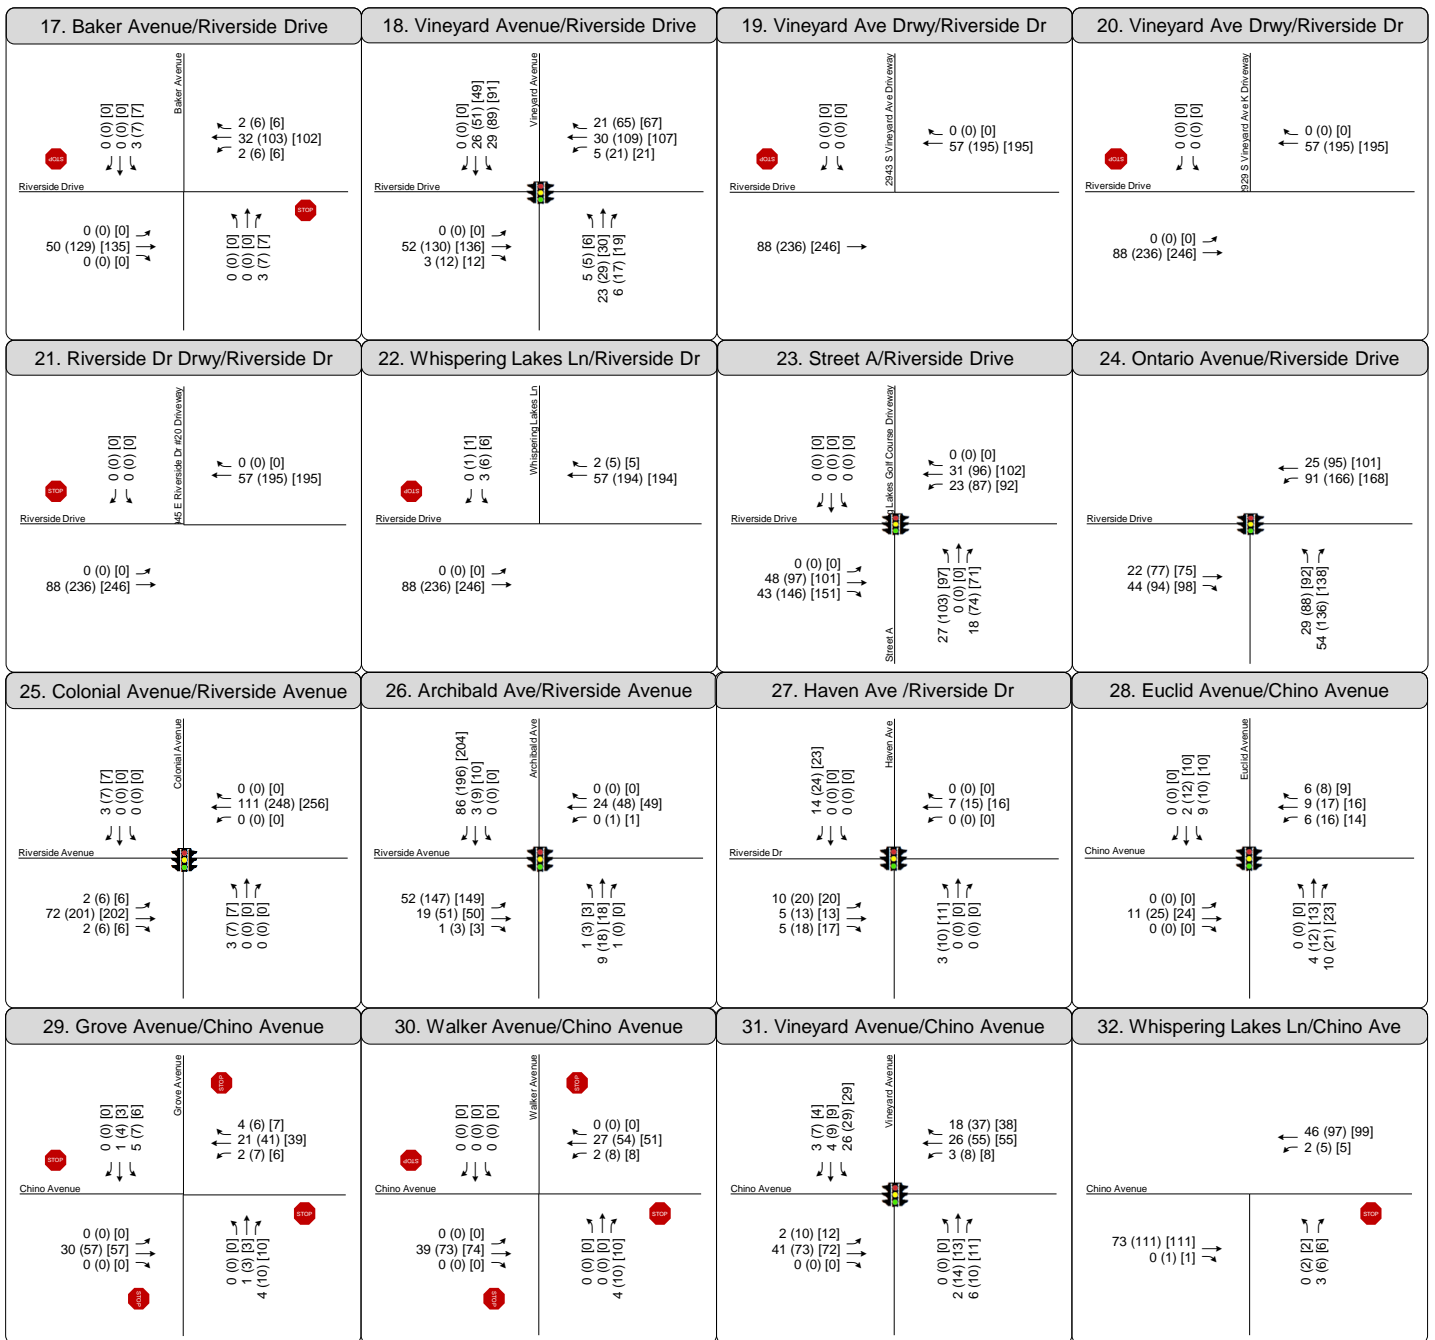 17. Baker Avenue/Riverside Drive
Baker Avenue
0 (0) [0]
0 (0) [0]
3 (7) [7]
2 (6) [6]
32 (103) [102]
2 (6) [6]
STOP
Riverside Drive
STOP
0 (0) [0]
50 (129) [135]
0 (0) [0]
0 (0) [0]
0 (0) [0]
3 (7) [7]
18. Vineyard Avenue/Riverside Drive
Vineyard Avenue
0 (0) [0]
26 (51) [49]
29 (89) [91]
21 (65) [67]
30 (109) [107]
5 (21) [21]
Riverside Drive
0 (0) [0]
52 (130) [136]
3 (12) [12]
5 (5) [6]
23 (29) [30]
6 (17) [19]
19. Vineyard Ave Drwy/Riverside Dr
2943 S Vineyard Ave Driveway
0 (0) [0]
0 (0) [0]
0 (0) [0]
57 (195) [195]
STOP
Riverside Drive
88 (236) [246]
20. Vineyard Ave Drwy/Riverside Dr
929 S Vineyard Ave K Driveway
0 (0) [0]
0 (0) [0]
0 (0) [0]
57 (195) [195]
STOP
Riverside Drive
0 (0) [0]
88 (236) [246]
21. Riverside Dr Drwy/Riverside Dr
45 E Riverside Dr #20 Driveway
0 (0) [0]
0 (0) [0]
0 (0) [0]
57 (195) [195]
STOP
Riverside Drive
0 (0) [0]
88 (236) [246]
22. Whispering Lakes Ln/Riverside Dr
Whispering Lakes Ln
0 (1) [1]
3 (6) [6]
2 (5) [5]
57 (194) [194]
STOP
Riverside Drive
0 (0) [0]
88 (236) [246]
23. Street A/Riverside Drive
Lakes Golf Course Driveway
0 (0) [0]
0 (0) [0]
0 (0) [0]
0 (0) [0]
31 (96) [102]
23 (87) [92]
Riverside Drive
0 (0) [0]
48 (97) [101]
43 (146) [151]
27 (103) [97]
0 (0) [0]
18 (74) [71]
Street A
24. Ontario Avenue/Riverside Drive
25 (95) [101]
91 (166) [168]
Riverside Drive
22 (77) [75]
44 (94) [98]
29 (88) [92]
54 (136) [138]
25. Colonial Avenue/Riverside Avenue
Colonial Avenue
3 (7) [7]
0 (0) [0]
0 (0) [0]
0 (0) [0]
111 (248) [256]
0 (0) [0]
Riverside Avenue
2 (6) [6]
72 (201) [202]
2 (6) [6]
3 (7) [7]
0 (0) [0]
0 (0) [0]
26. Archibald Ave/Riverside Avenue
Archibald Ave
86 (196) [204]
3 (9) [10]
0 (0) [0]
0 (0) [0]
24 (48) [49]
0 (1) [1]
Riverside Avenue
52 (147) [149]
19 (51) [50]
1 (3) [3]
1 (3) [3]
9 (18) [18]
1 (0) [0]
27. Haven Ave /Riverside Dr
Haven Ave
14 (24) [23]
0 (0) [0]
0 (0) [0]
0 (0) [0]
7 (15) [16]
0 (0) [0]
Riverside Dr
10 (20) [20]
5 (13) [13]
5 (18) [17]
3 (10) [11]
0 (0) [0]
0 (0) [0]
28. Euclid Avenue/Chino Avenue
Euclid Avenue
0 (0) [0]
2 (12) [10]
9 (10) [10]
6 (8) [9]
9 (17) [16]
6 (16) [14]
Chino Avenue
0 (0) [0]
11 (25) [24]
0 (0) [0]
0 (0) [0]
4 (12) [13]
10 (21) [23]
29. Grove Avenue/Chino Avenue
Grove Avenue
STOP
0 (0) [0]
1 (4) [3]
5 (7) [6]
4 (6) [7]
21 (41) [39]
2 (7) [6]
STOP
Chino Avenue
STOP
0 (0) [0]
30 (57) [57]
0 (0) [0]
0 (0) [0]
1 (3) [3]
4 (10) [10]
STOP
30. Walker Avenue/Chino Avenue
Walker Avenue
STOP
0 (0) [0]
0 (0) [0]
0 (0) [0]
0 (0) [0]
27 (54) [51]
2 (8) [8]
STOP
Chino Avenue
STOP
0 (0) [0]
39 (73) [74]
0 (0) [0]
0 (0) [0]
0 (0) [0]
4 (10) [10]
STOP
31. Vineyard Avenue/Chino Avenue
Vineyard Avenue
3 (7) [4]
4 (9) [9]
26 (29) [29]
18 (37) [38]
26 (55) [55]
3 (8) [8]
Chino Avenue
2 (10) [12]
41 (73) [72]
0 (0) [0]
0 (0) [0]
2 (14) [13]
6 (10) [11]
32. Whispering Lakes Ln/Chino Ave
46 (97) [99]
2 (5) [5]
Chino Avenue
STOP
73 (111) [111]
0 (1) [1]
0 (2) [2]
3 (6) [6]